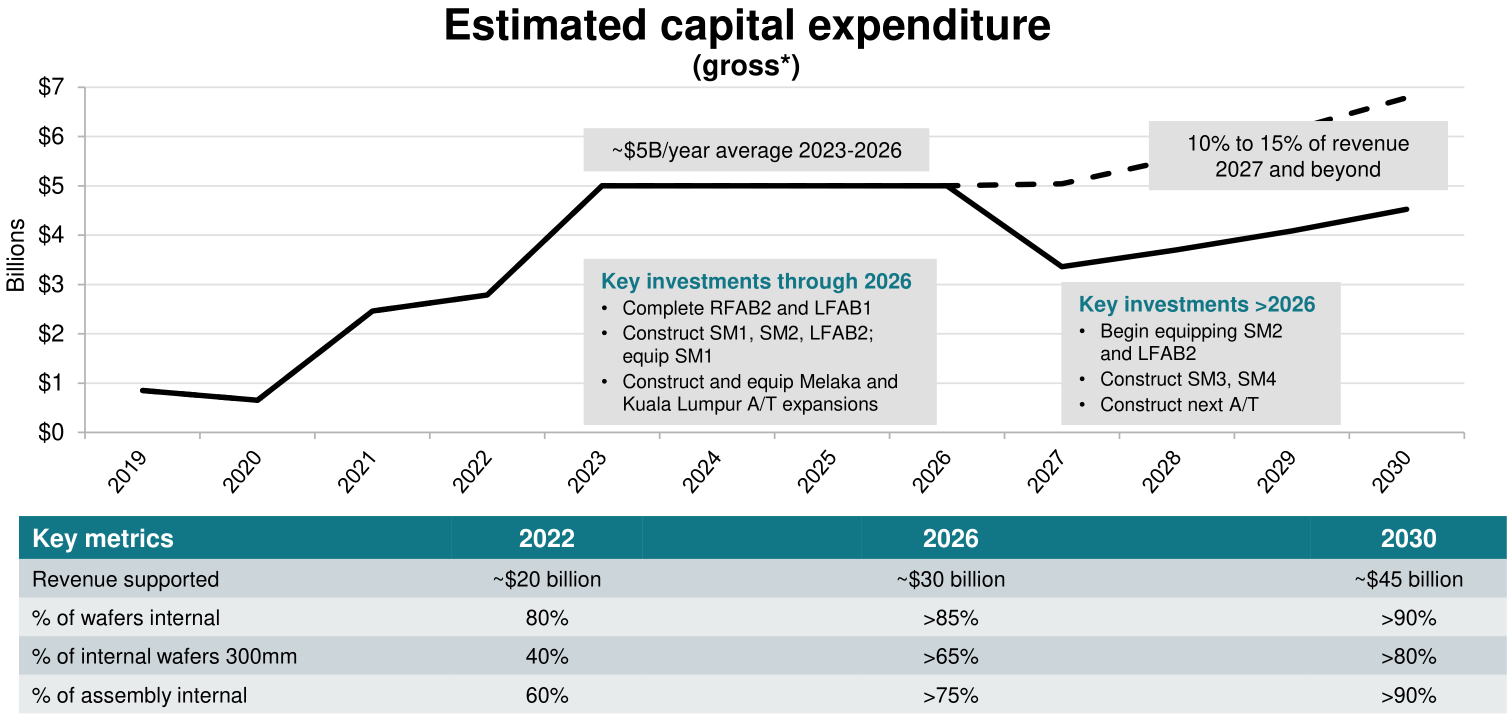 Estimated capital expenditure
(gross*)
Billions
$7
$6
$5
$4
$3
$2
$1
$0
~$5B/year average 2023-2026
10% to 15% of revenue
2027 and beyond
Key investments through 2026
• Complete RFAB2 and LFAB1
• Construct SM1, SM2, LFAB2;
equip SM1
• Construct and equip Melaka and
Kuala Lumpur A/T expansions
Key investments >2026
• Begin equipping SM2
and LFAB2
• Construct SM3, SM4
• Construct next A/T
2019 2020 2021 2022 2023 2024 2025 2026 2027 2028 2029 2030
Key metrics 2022 2026 2030
Revenue supported ~$20 billion ~$30 billion ~$45 billion
% of wafers internal 80% >85% >90%
% of internal wafers 300mm 40% >65% >80%
% of assembly internal 60% >75% >90%